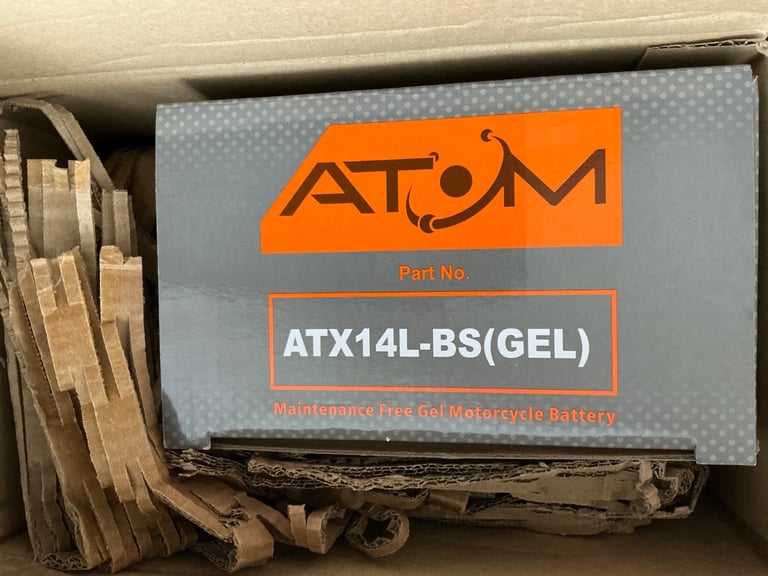 ATOM
Part No.
ATX14L-BS(GEL)
Maintenance Free Gel Motorcycle Battery